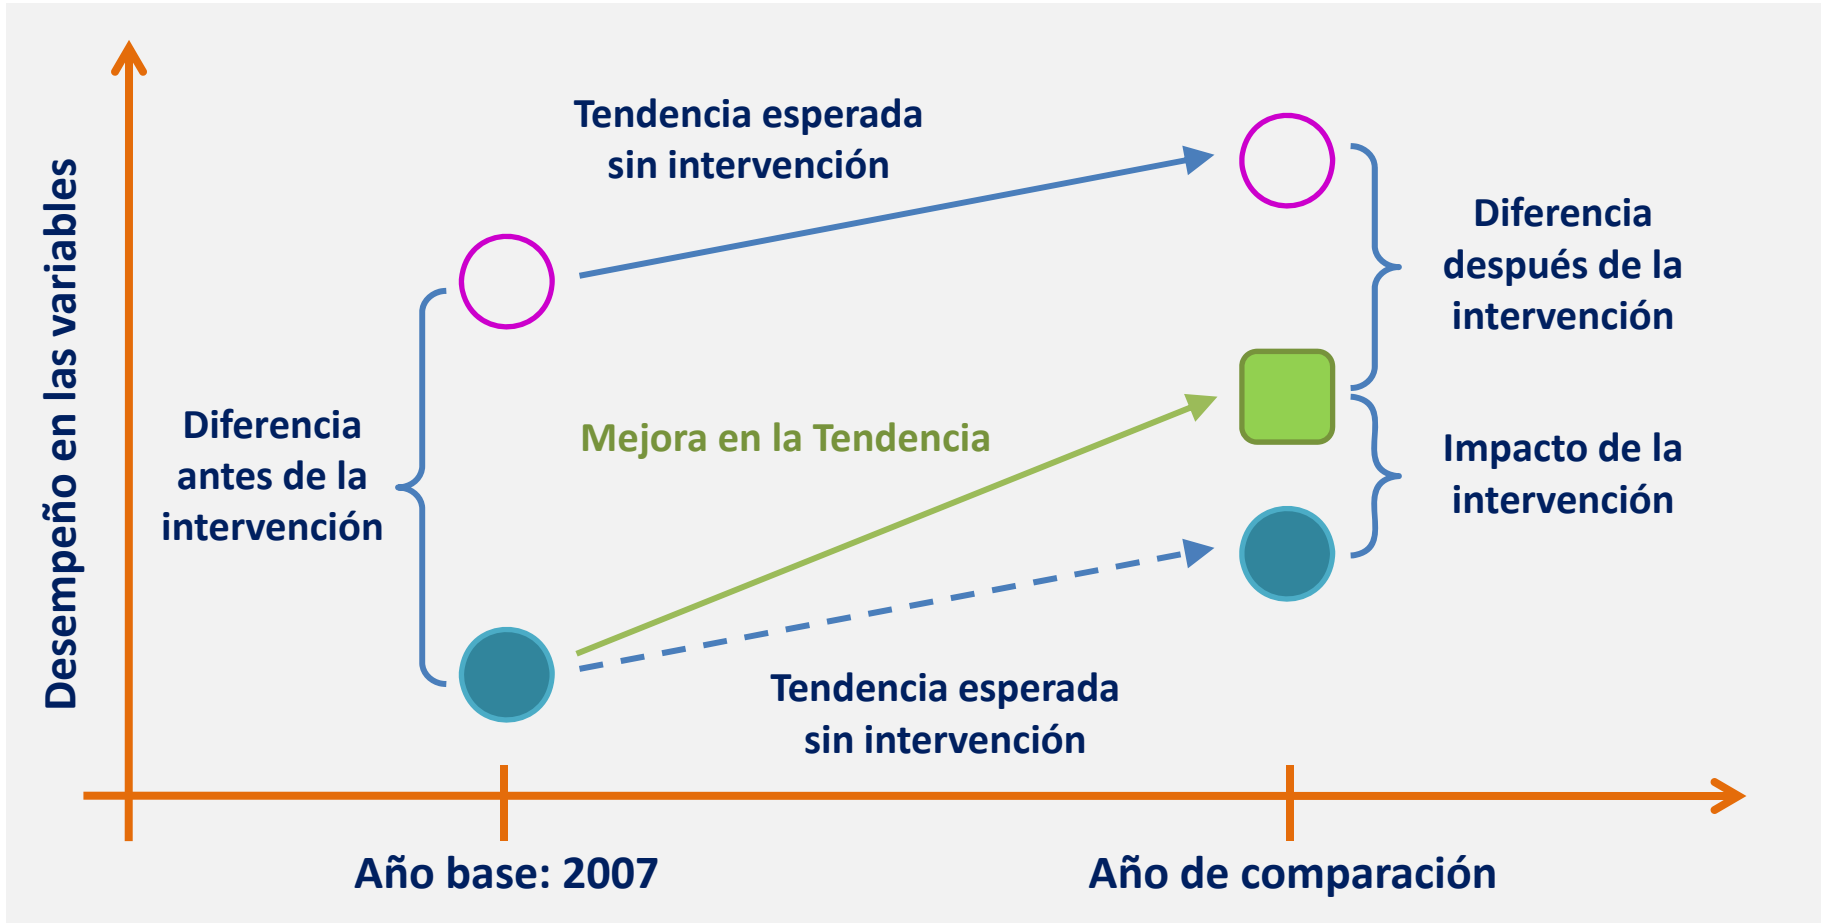 Desempeño en las variables
Tendencia esperada
sin intervención
Diferencia
después de la
intervención
Diferencia
antes de la
intervención
Mejora en la Tendencia
Impacto de la
intervención
Tendencia esperada
sin intervención
Año base: 2007
Año de comparación